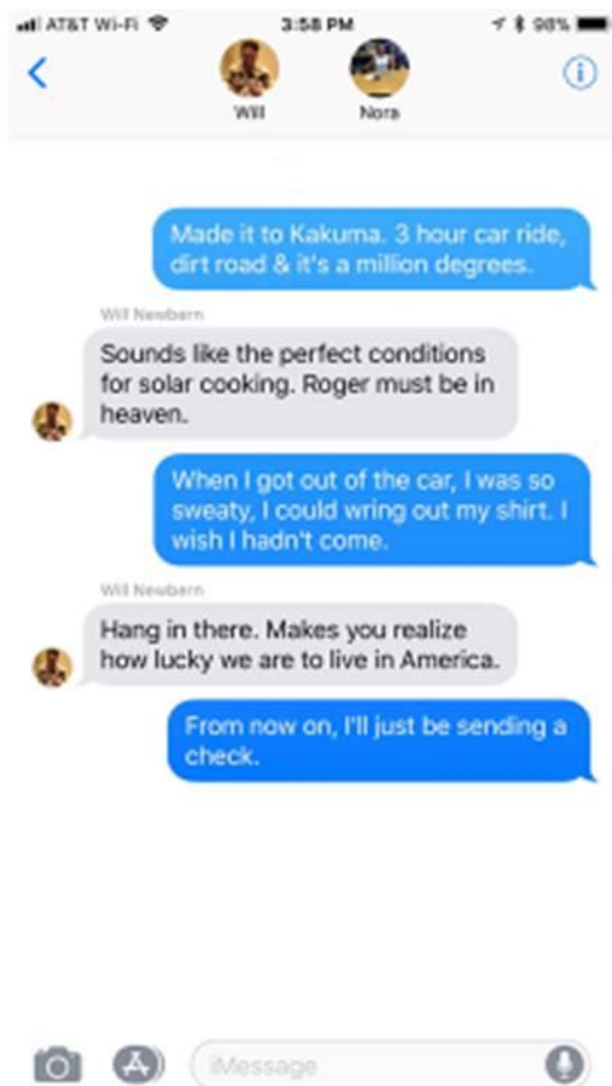 AT&T Wi-Fi 3:58 PM 98%
Will Nora
Made it to Kakuma. 3 hour car ride,
dirt road & it's a million degrees.
Will Newbern
Sounds like the perfect conditions
for solar cooking. Roger must be in
heaven.
When I got out of the car, I was so
sweaty, I could wring out my shirt. I
wish I hadn't come.
Will Newbern
Hang in there. Makes you realize
how lucky we are to live in America.
From now on, I'll just be sending a
check.
iMessage